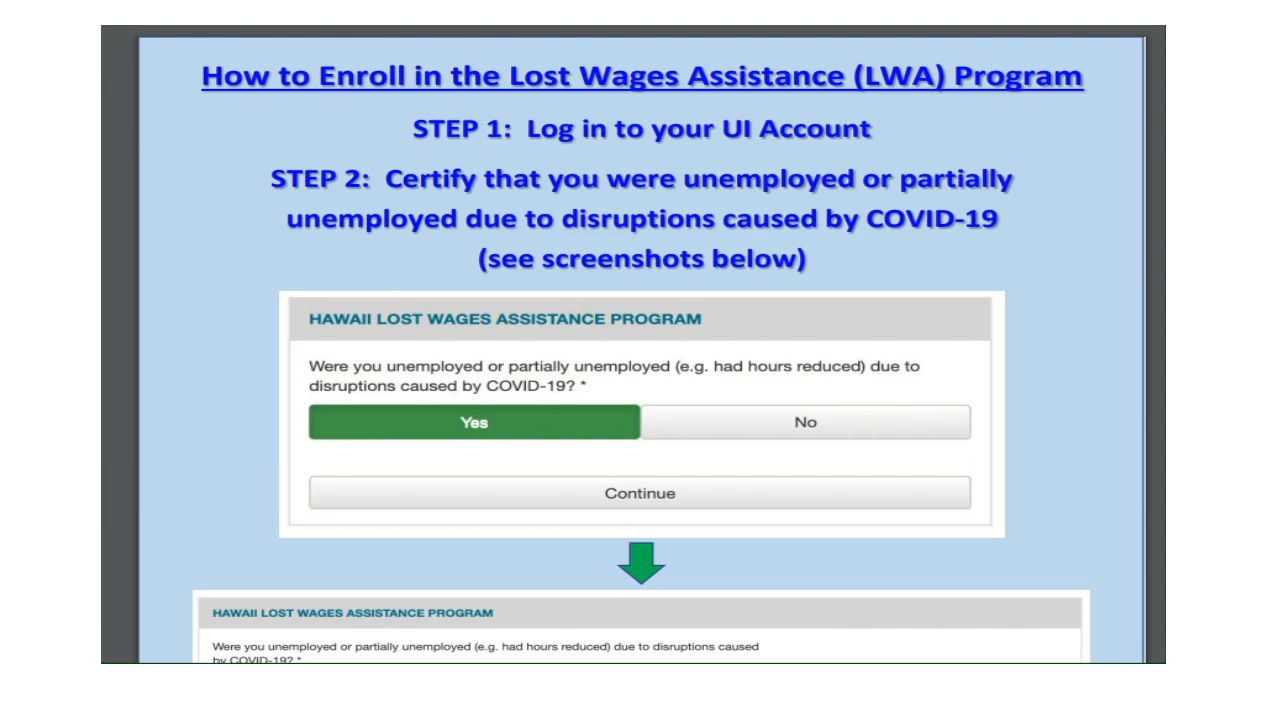 How to Enroll in the Lost Wages Assistance (LWA) Program
STEP 1: Log in to your UI Account
STEP 2: Certify that you were unemployed or partially
unemployed due to disruptions caused by COVID-19
(see screenshots below)
HAWAII LOST WAGES ASSISTANCE PROGRAM
Were you unemployed or partially unemployed (e.g. had hours reduced) due to
disruptions caused by COVID-19? *
Yes No
Continue
HAWAII LOST WAGES ASSISTANCE PROGRAM
Were you unemployed or partially unemployed (e.g. had hours reduced) due to disruptions caused
by COVID-19? *